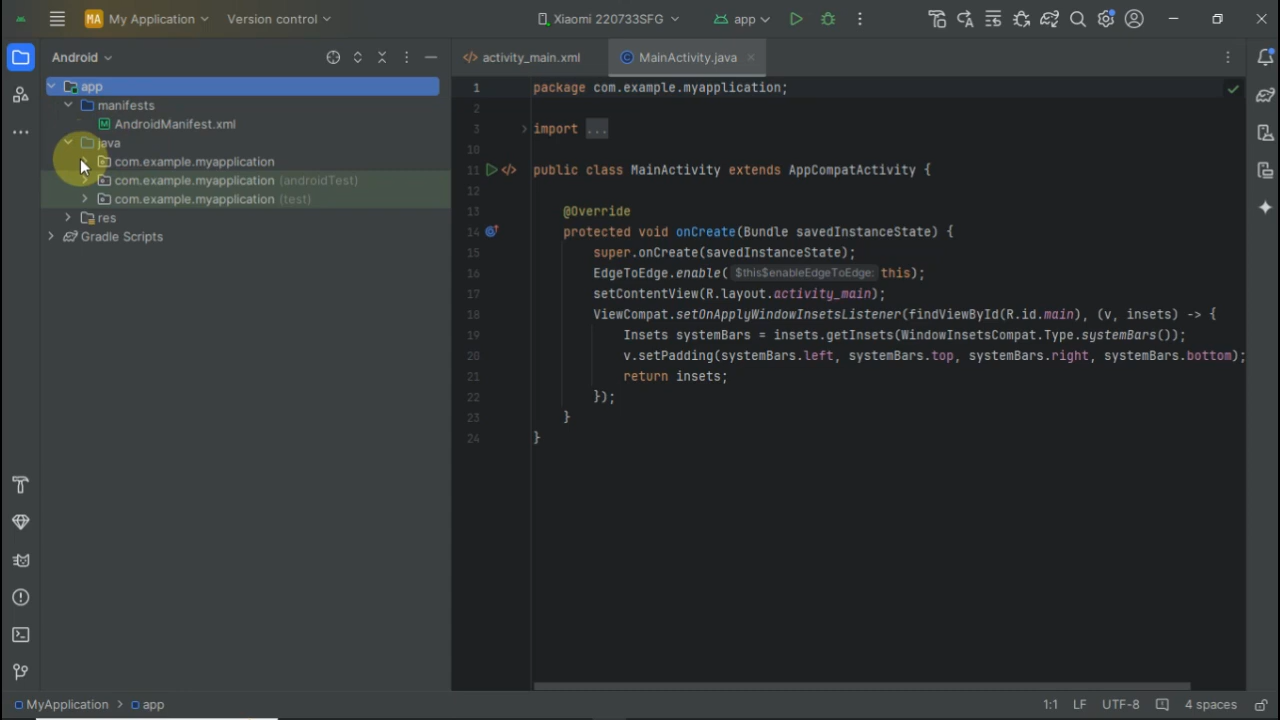 MA My Application Version control Xiaomi 220733SFG app
Android
activity_main.xml MainActivity.java
app
manifests
AndroidManifest.xml
java
com.example.myapplication
com.example.myapplication (androidTest)
com.example.myapplication (test)
res
Gradle Scripts
1 package com.example.myapplication;
2
3 import ...
10
11 public class MainActivity extends AppCompatActivity {
12
13 @Override
14 protected void onCreate(Bundle savedInstanceState) {
15 super.onCreate(savedInstanceState);
16 EdgeToEdge.enable( $this$enableEdgeToEdge: this);
17 setContentView(R.layout.activity_main);
18 ViewCompat.setOnApplyWindowInsetsListener(findViewById(R.id.main), (v, insets) -> {
19 Insets systemBars = insets.getInsets(WindowInsetsCompat.Type.systemBars());
20 v.setPadding(systemBars.left, systemBars.top, systemBars.right, systemBars.bottom);
21 return insets;
22 });
23 }
24 }
MyApplication > app 1:1 LF UTF-8 4 spaces